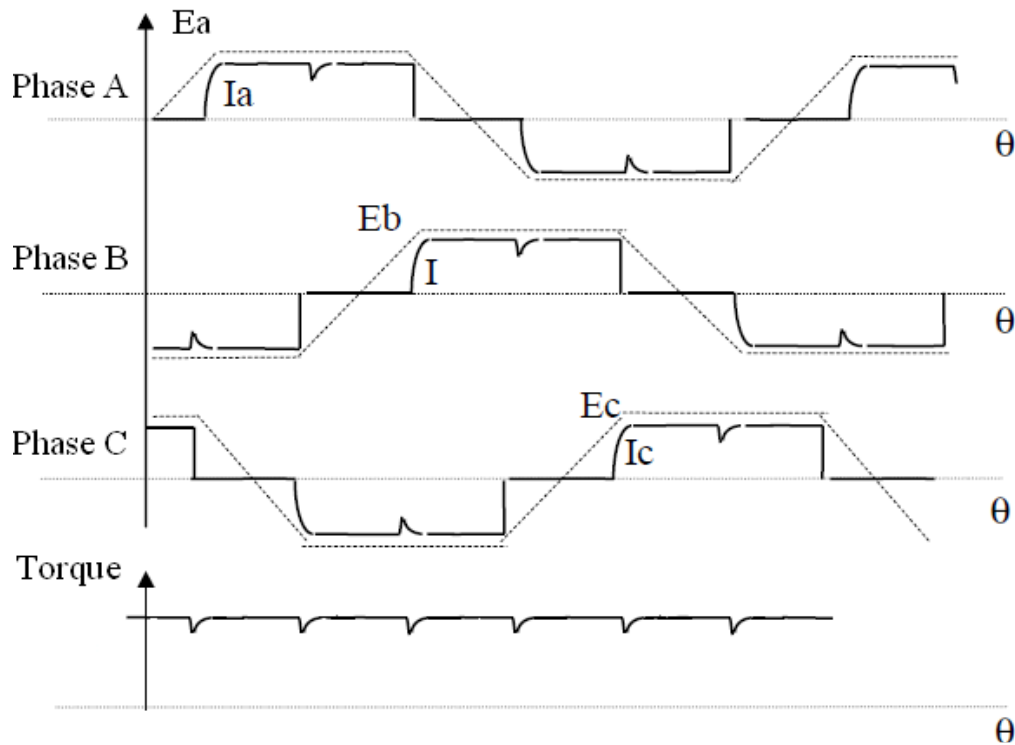 Ea
Phase A
Ia
θ
Eb
Phase B
I
θ
Ec
Phase C
Ic
θ
Torque
θ